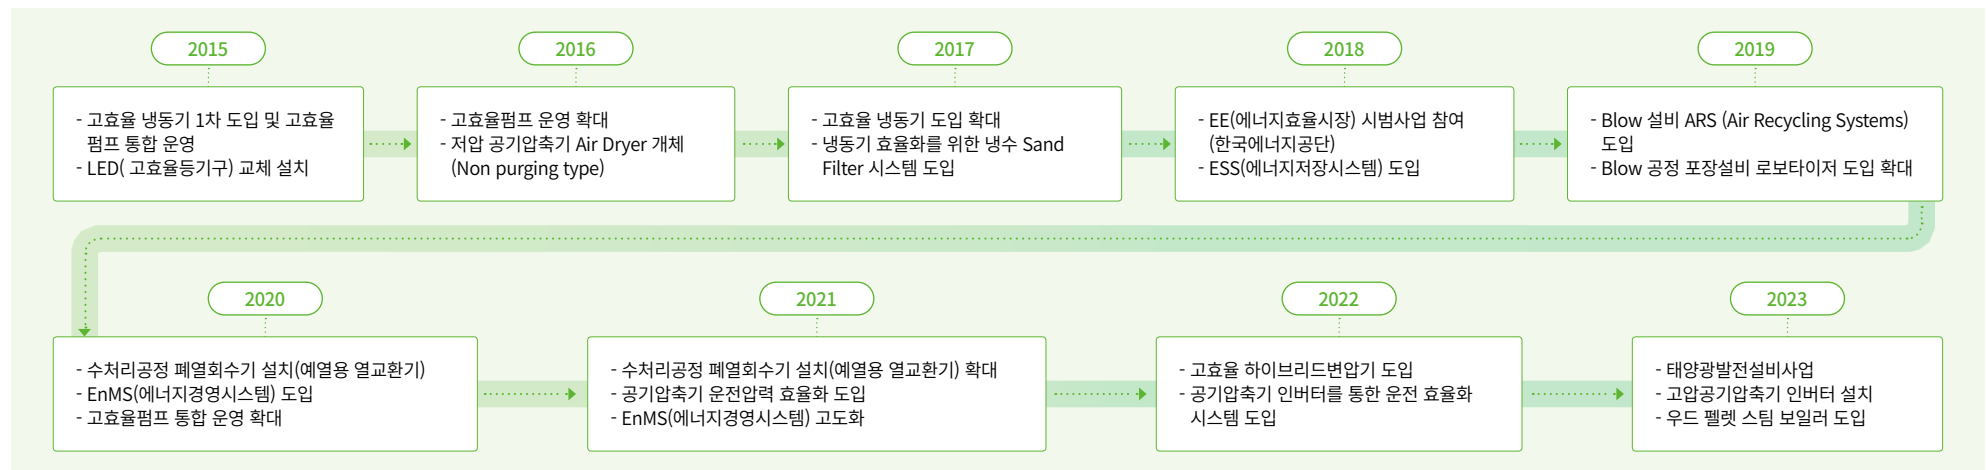 2015
- 고효율 냉동기 1차 도입 및 고효율
펌프 통합 운영
- LED( 고효율등기구) 교체 설치
2016
- 고효율펌프 운영 확대
- 저압 공기압축기 Air Dryer 개체
(Non purging type)
2017
- 고효율 냉동기 도입 확대
- 냉동기 효율화를 위한 냉수 Sand
Filter 시스템 도입
2018
- EE(에너지효율시장) 시범사업 참여
(한국에너지공단)
- ESS(에너지저장시스템) 도입
2019
- Blow 설비 ARS (Air Recycling Systems)
도입
- Blow 공정 포장설비 로보타이저 도입 확대
2020
- 수처리공정 폐열회수기 설치(예열용 열교환기)
- EnMS(에너지경영시스템) 도입
- 고효율펌프 통합 운영 확대
2021
- 수처리공정 폐열회수기 설치(예열용 열교환기) 확대
- 공기압축기 운전압력 효율화 도입
- EnMS(에너지경영시스템) 고도화
2022
- 고효율 하이브리드변압기 도입
- 공기압축기 인버터를 통한 운전 효율화
시스템 도입
2023
- 태양광발전설비사업
- 고압공기압축기 인버터 설치
- 우드 펠렛 스팀 보일러 도입